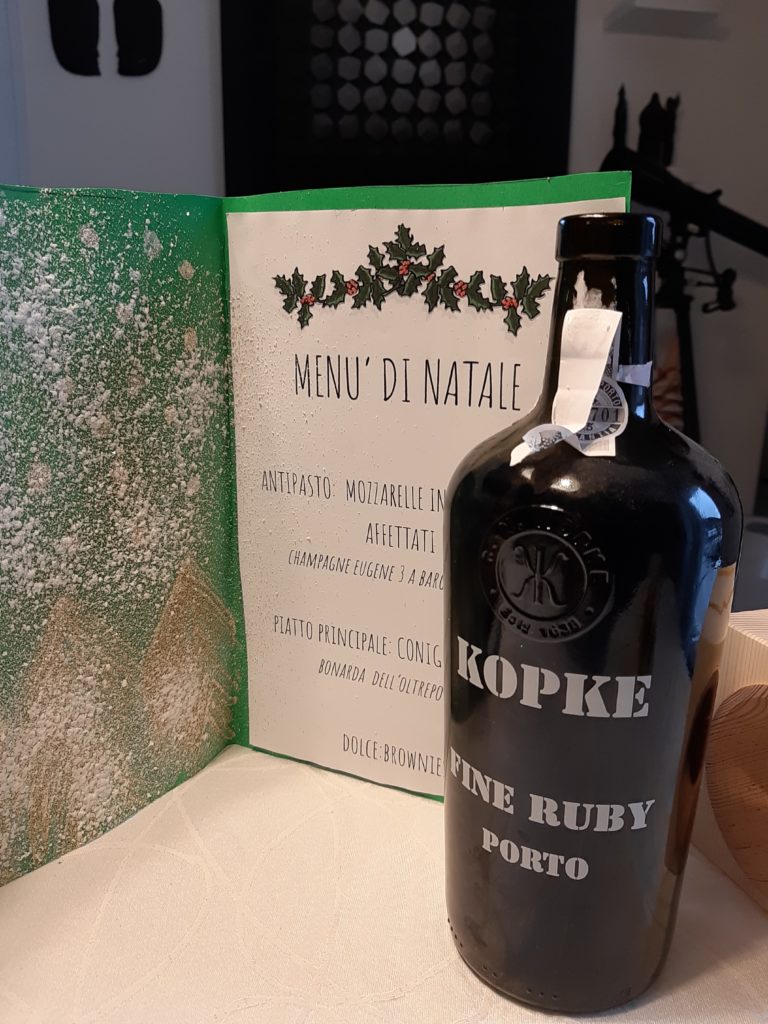 MENU' DI NATALE
ANTIPASTO: MOZZARELLE IN
AFFETTATI
CHAMPAGNE EUGENE 3 A BARO
PIATTO PRINCIPALE: CONIG
BONARDA DELL'OLTREPO
DOLCE:BROWNIE
701
KOPKE
FINE RUBY
PORTO